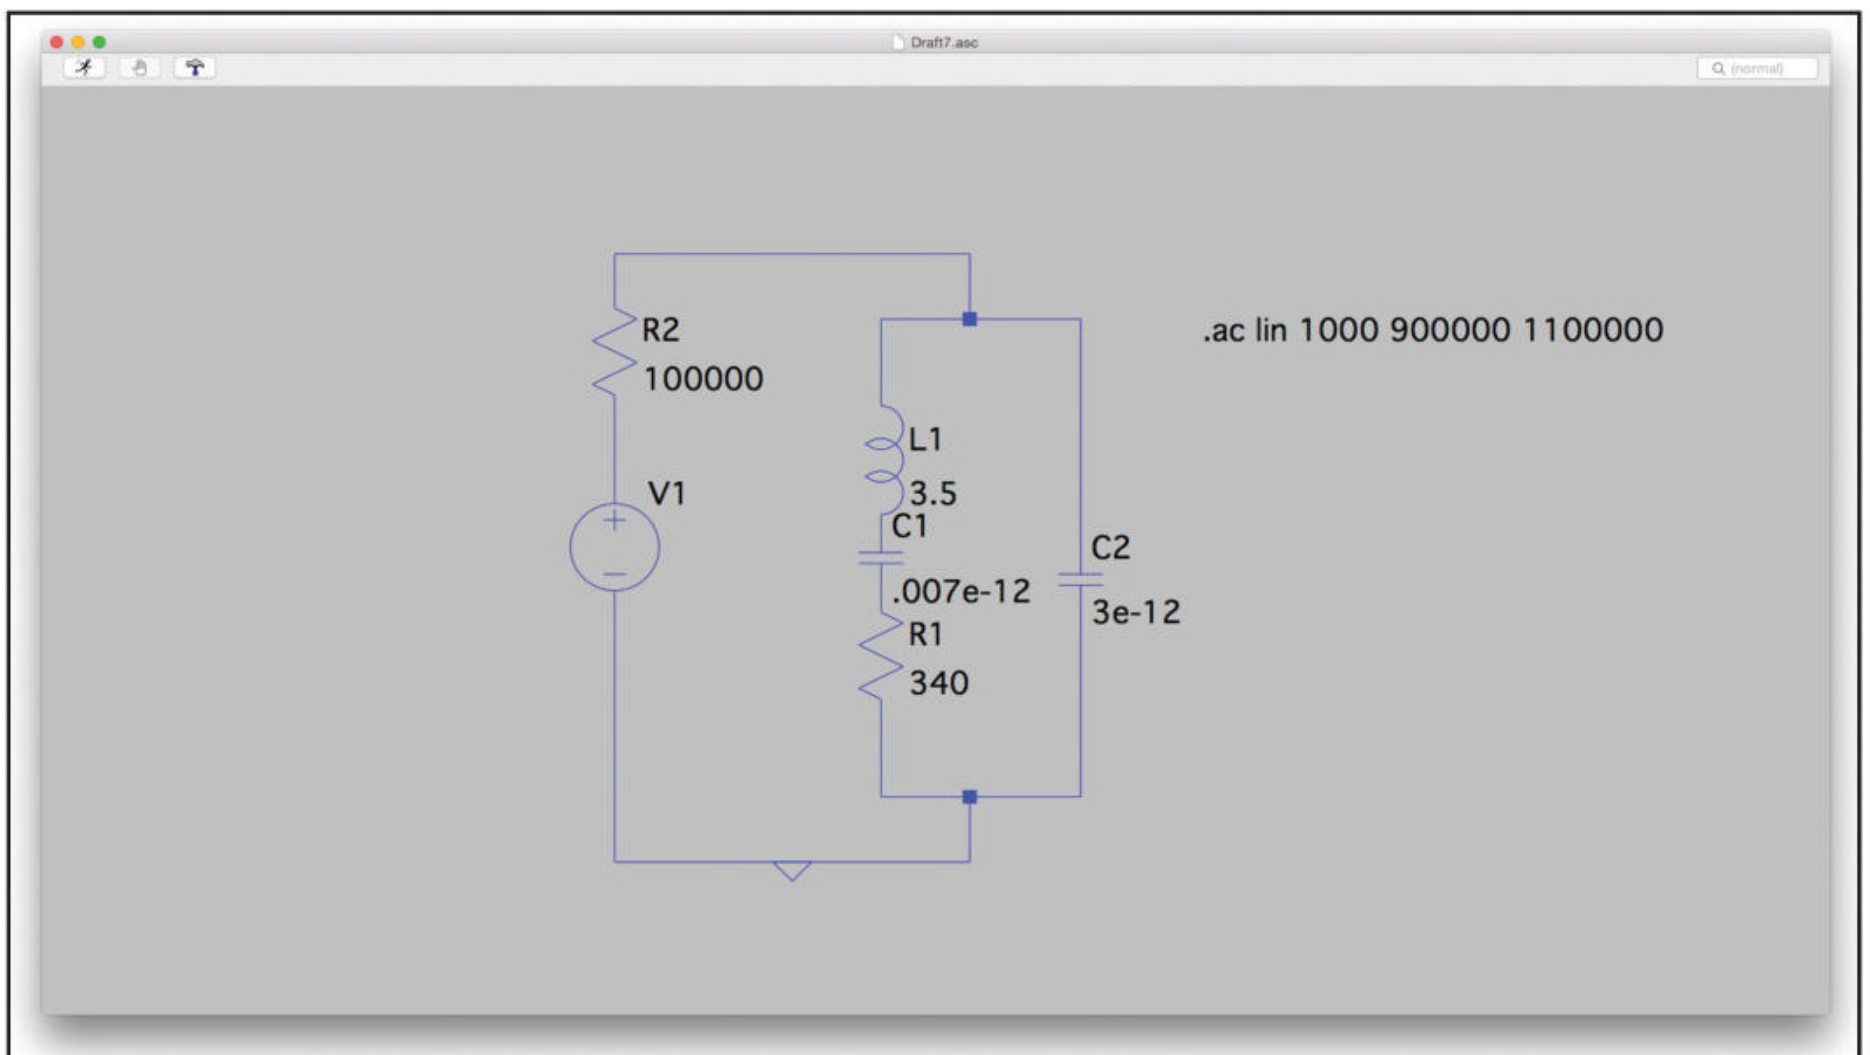 Draft7.asc
(normal)
R2
100000
.ac lin 1000 900000 1100000
L1
V1
3.5
C1
C2
.007e-12
3e-12
R1
340